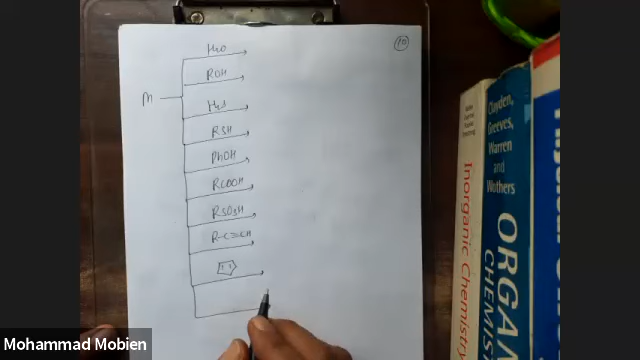 10
H2O
ROH
M
H2S
RSH
PhOH
RCOOH
RSO3H
R-C≡CH
Inorganic Chemistry
Clayden,
Greeves,
Warren
and
Wothers
ORGAN
CHEMISTRY
Mohammad Mobien